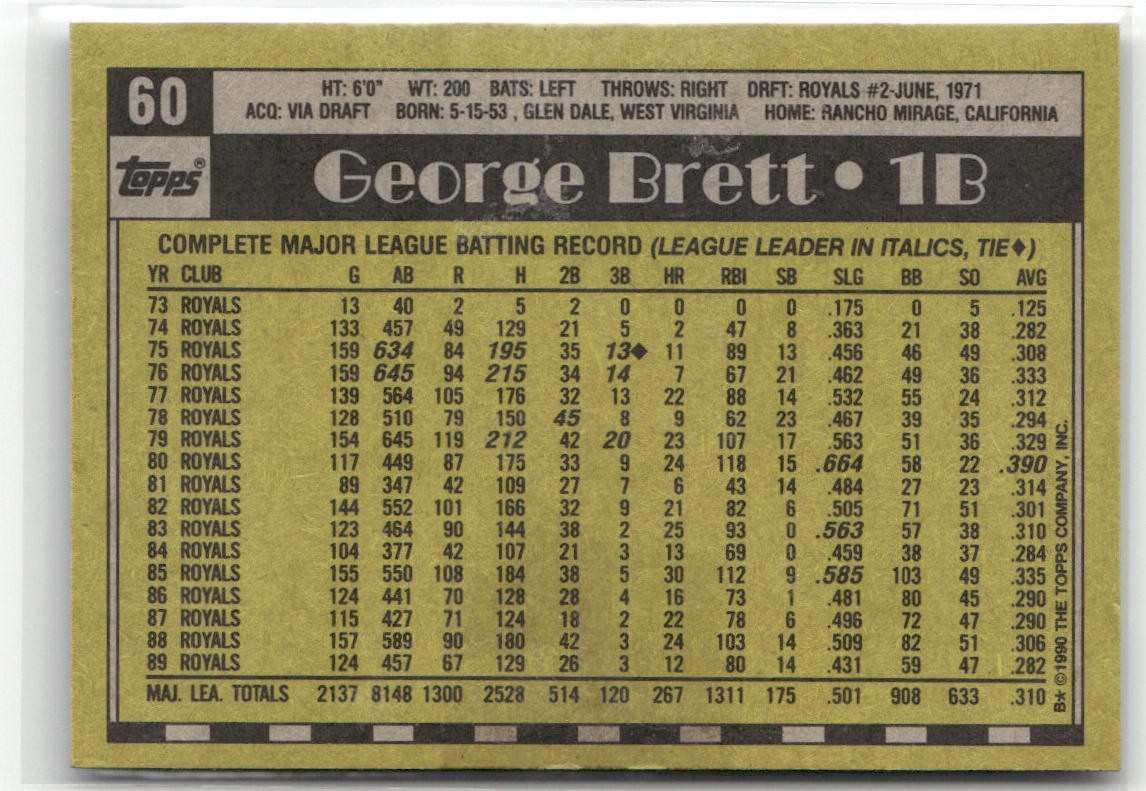 60
HT: 6'0" WT: 200 BATS: LEFT THROWS: RIGHT DRFT: ROYALS #2-JUNE, 1971
ACQ: VIA DRAFT BORN: 5-15-53 , GLEN DALE, WEST VIRGINIA HOME: RANCHO MIRAGE, CALIFORNIA
topps®
George Brett • 1B
COMPLETE MAJOR LEAGUE BATTING RECORD (LEAGUE LEADER IN ITALICS, TIE♦)
YR CLUB G AB R H 2B 3B HR RBI SB SLG BB SO AVG
73 ROYALS 13 40 2 5 2 0 0 0 0 .175 0 5 .125
74 ROYALS 133 457 49 129 21 5 2 47 8 .363 21 38 .282
75 ROYALS 159 634 84 195 35 13♦ 11 89 13 .456 46 49 .308
76 ROYALS 159 645 94 215 34 14 7 67 21 .462 49 36 .333
77 ROYALS 139 564 105 176 32 13 22 88 14 .532 55 24 .312
78 ROYALS 128 510 79 150 45 8 9 62 23 .467 39 35 .294
79 ROYALS 154 645 119 212 42 20 23 107 17 .563 51 36 .329
80 ROYALS 117 449 87 175 33 9 24 118 15 .664 58 22 .390
81 ROYALS 89 347 42 109 27 7 6 43 14 .484 27 23 .314
82 ROYALS 144 552 101 166 32 9 21 82 6 .505 71 51 .301
83 ROYALS 123 464 90 144 38 2 25 93 0 .563 57 38 .310
84 ROYALS 104 377 42 107 21 3 13 69 0 .459 38 37 .284
85 ROYALS 155 550 108 184 38 5 30 112 9 .585 103 49 .335
86 ROYALS 124 441 70 128 28 4 16 73 1 .481 80 45 .290
87 ROYALS 115 427 71 124 18 2 22 78 6 .496 72 47 .290
88 ROYALS 157 589 90 180 42 3 24 103 14 .509 82 51 .306
89 ROYALS 124 457 67 129 26 3 12 80 14 .431 59 47 .282
MAJ. LEA. TOTALS 2137 8148 1300 2528 514 120 267 1311 175 .501 908 633 .310
B* ©1990 THE TOPPS COMPANY, INC.